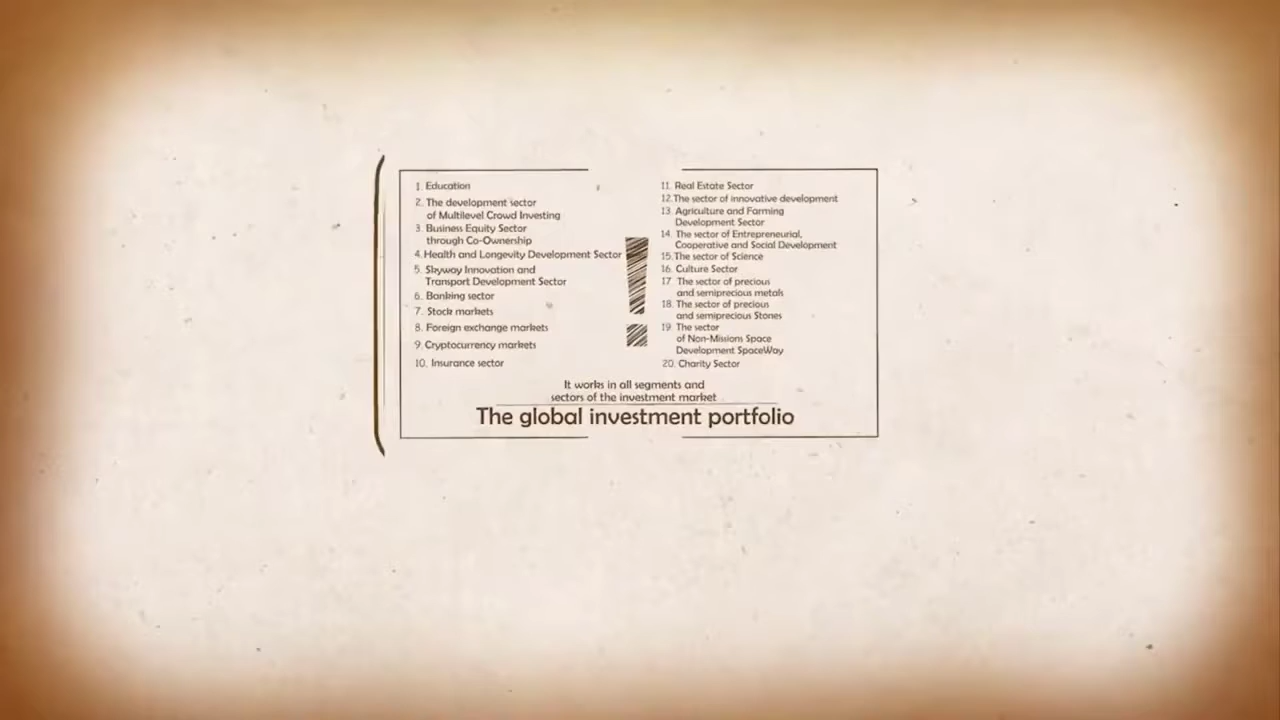 1. Education
2. The development sector
of Multilevel Crowd Investing
3. Business Equity Sector
through Co-Ownership
4. Health and Longevity Development Sector
5. Skyway Innovation and
Transport Development Sector
6. Banking sector
7. Stock markets
8. Foreign exchange markets
9. Cryptocurrency markets
10. Insurance sector
11. Real Estate Sector
12. The sector of innovative development
13. Agriculture and Farming
Development Sector
14. The sector of Entrepreneurial,
Cooperative and Social Development
15. The sector of Science
16. Culture Sector
17. The sector of precious
and semiprecious metals
18. The sector of precious
and semiprecious Stones
19. The sector
of Non-Missions Space
Development SpaceWay
20. Charity Sector
It works in all segments and
sectors of the investment market
The global investment portfolio